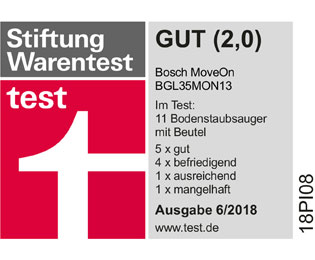 Stiftung
Warentest
test
GUT (2,0)
Bosch MoveOn
BGL35MON13
Im Test:
11 Bodenstaubsauger
mit Beutel
5 x gut
4 x befriedigend
1 x ausreichend
1 x mangelhaft
Ausgabe 6/2018
www.test.de
18PI08